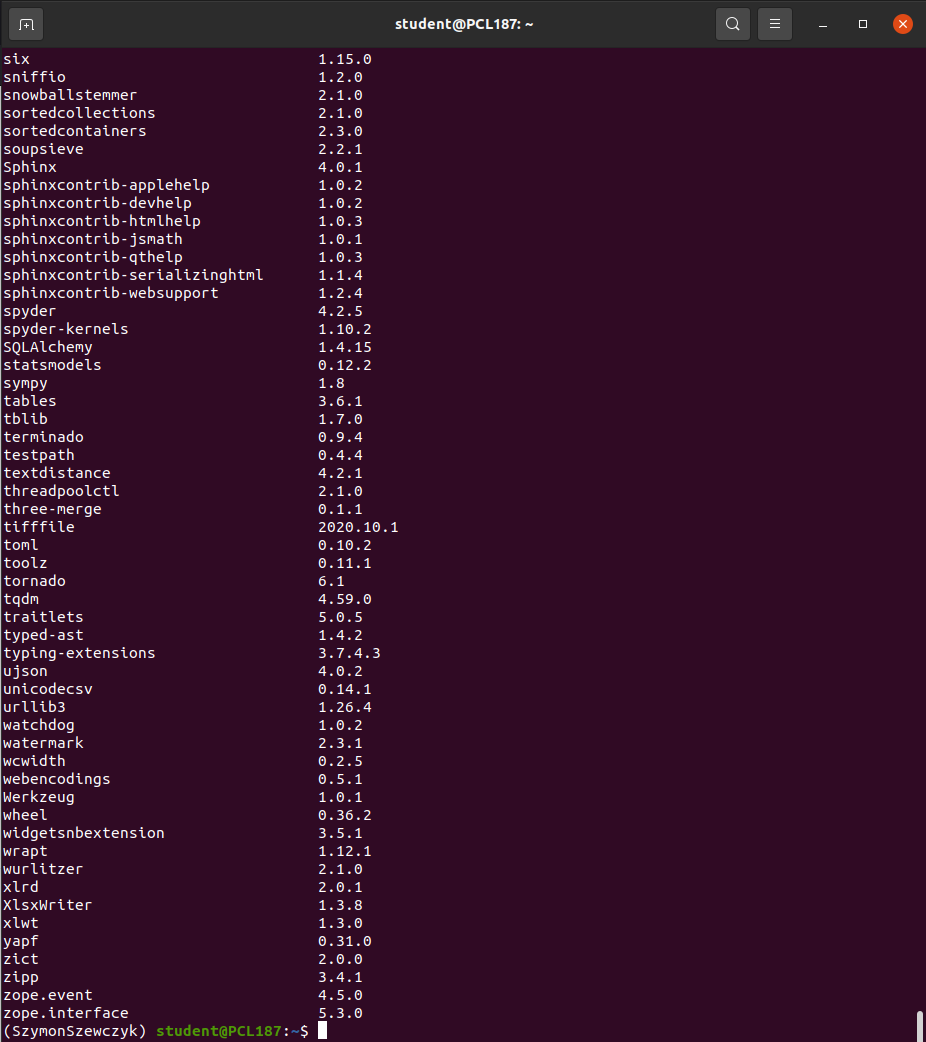 student@PCL187: ~
six 1.15.0
sniffio 1.2.0
snowballstemmer 2.1.0
sortedcollections 2.1.0
sortedcontainers 2.3.0
soupsieve 2.2.1
Sphinx 4.0.1
sphinxcontrib-applehelp 1.0.2
sphinxcontrib-devhelp 1.0.2
sphinxcontrib-htmlhelp 1.0.3
sphinxcontrib-jsmath 1.0.1
sphinxcontrib-qthelp 1.0.3
sphinxcontrib-serializinghtml 1.1.4
sphinxcontrib-websupport 1.2.4
spyder 4.2.5
spyder-kernels 1.10.2
SQLAlchemy 1.4.15
statsmodels 0.12.2
sympy 1.8
tables 3.6.1
tblib 1.7.0
terminado 0.9.4
testpath 0.4.4
textdistance 4.2.1
threadpoolctl 2.1.0
three-merge 0.1.1
tifffile 2020.10.1
toml 0.10.2
toolz 0.11.1
tornado 6.1
tqdm 4.59.0
traitlets 5.0.5
typed-ast 1.4.2
typing-extensions 3.7.4.3
ujson 4.0.2
unicodecsv 0.14.1
urllib3 1.26.4
watchdog 1.0.2
watermark 2.3.1
wcwidth 0.2.5
webencodings 0.5.1
Werkzeug 1.0.1
wheel 0.36.2
widgetsnbextension 3.5.1
wrapt 1.12.1
wurlitzer 2.1.0
xlrd 2.0.1
XlsxWriter 1.3.8
xlwt 1.3.0
yapf 0.31.0
zict 2.0.0
zipp 3.4.1
zope.event 4.5.0
zope.interface 5.3.0
(SzymonSzewczyk) student@PCL187:~$